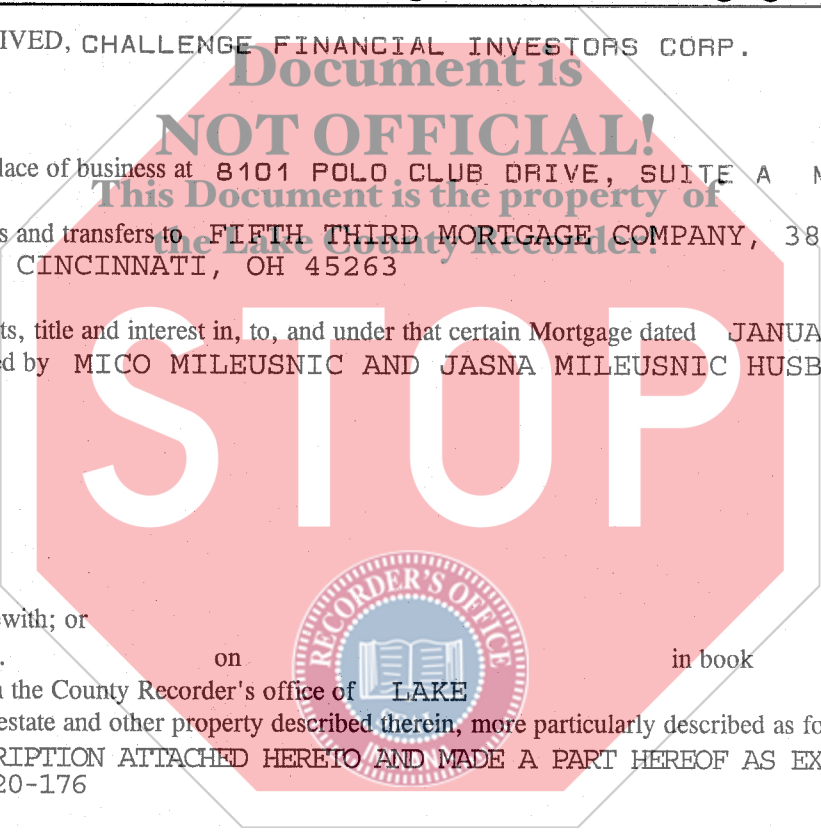 IVED, CHALLENGE FINANCIAL INVESTORS CORP.
Document is
NOT OFFICIAL!
lace of business at 8101 POLO CLUB DRIVE, SUITE A
This Document is the property of
s and transfers to FIFTH THIRD MORTGAGE COMPANY, 38
the Lake County Recorder!
CINCINNATI, OH 45263
ts, title and interest in, to, and under that certain Mortgage dated JANUA
ed by MICO MILEUSNIC AND JASNA MILEUSNIC HUSB
STOP
RECORDER'S OFFICE
ewith; or
. on in book
n the County Recorder's office of LAKE
estate and other property described therein, more particularly described as fo
RIPTION ATTACHED HERETO AND MADE A PART HEREOF AS EX
20-176